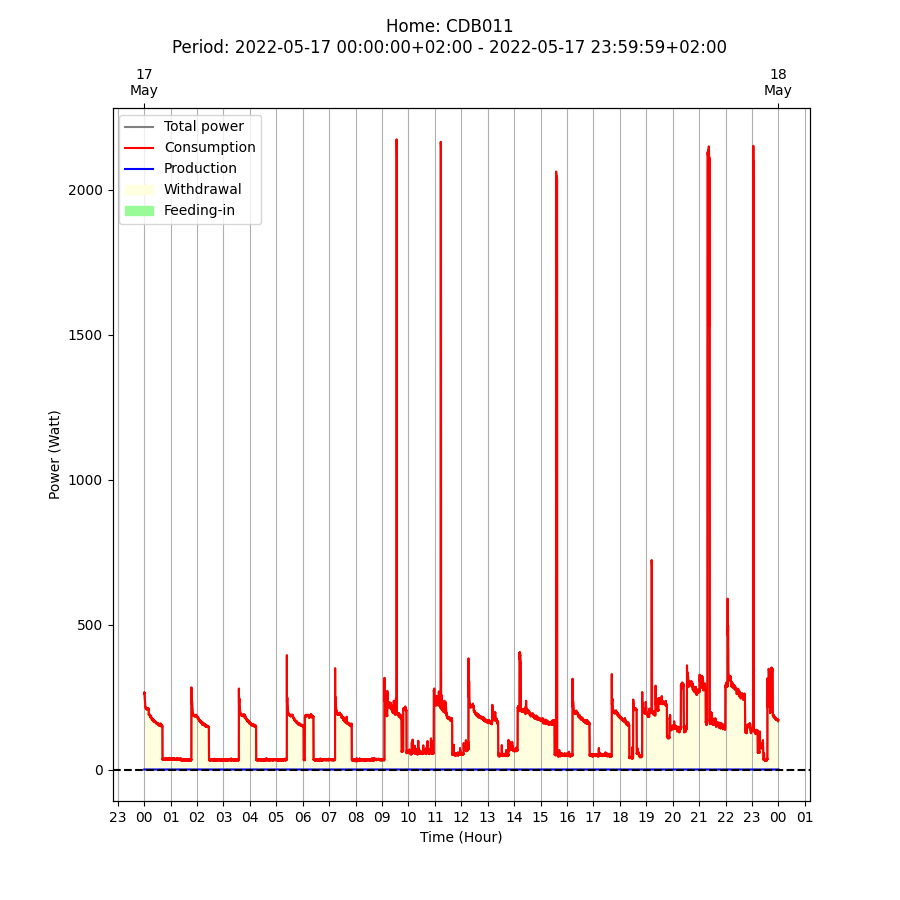 Home: CDB011
Period: 2022-05-17 00:00:00+02:00 - 2022-05-17 23:59:59+02:00
17 18
May May
Total power
Consumption
Production
Withdrawal
Feeding-in
2000
1500
1000
500
0
Power (Watt)
23 00 01 02 03 04 05 06 07 08 09 10 11 12 13 14 15 16 17 18 19 20 21 22 23 00 01
Time (Hour)